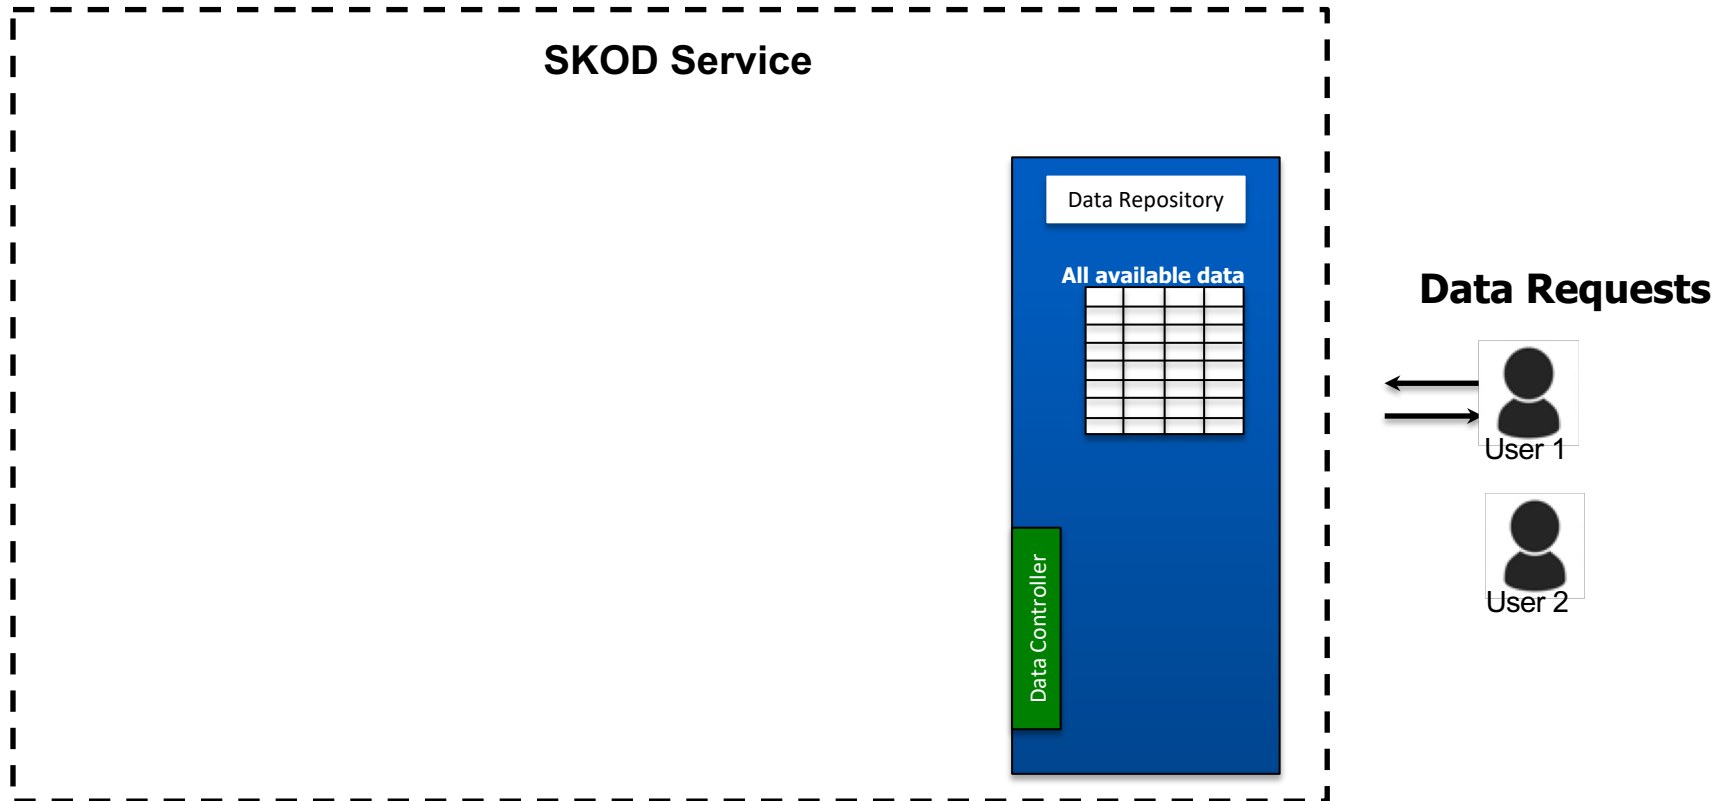 SKOD Service
Data Repository
All available data
Data Controller
Data Requests
User 1
User 2